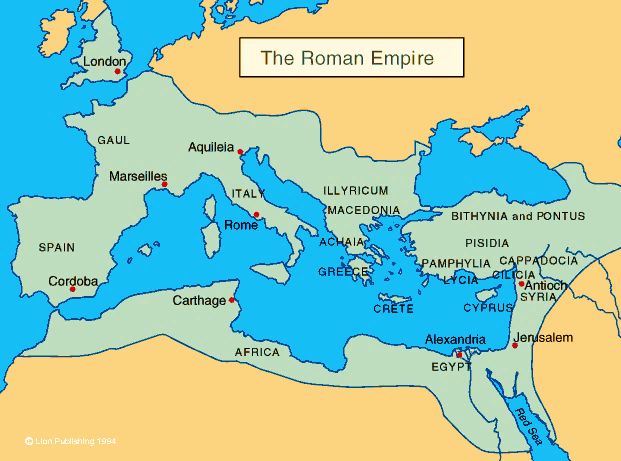 The Roman Empire
London
GAUL
Aquileia
Marseilles
ITALY
ILLYRICUM
MACEDONIA
Rome
BITHYNIA and PONTUS
SPAIN
ACHAIA
PISIDIA
GREECE
PAMPHYLIA
CAPPADOCIA
CILICIA
LYCIA
Antioch
Cordoba
Carthage
CRETE
CYPRUS
SYRIA
AFRICA
Alexandria
Jerusalem
EGYPT
Red Sea
© Lion Publishing 1984